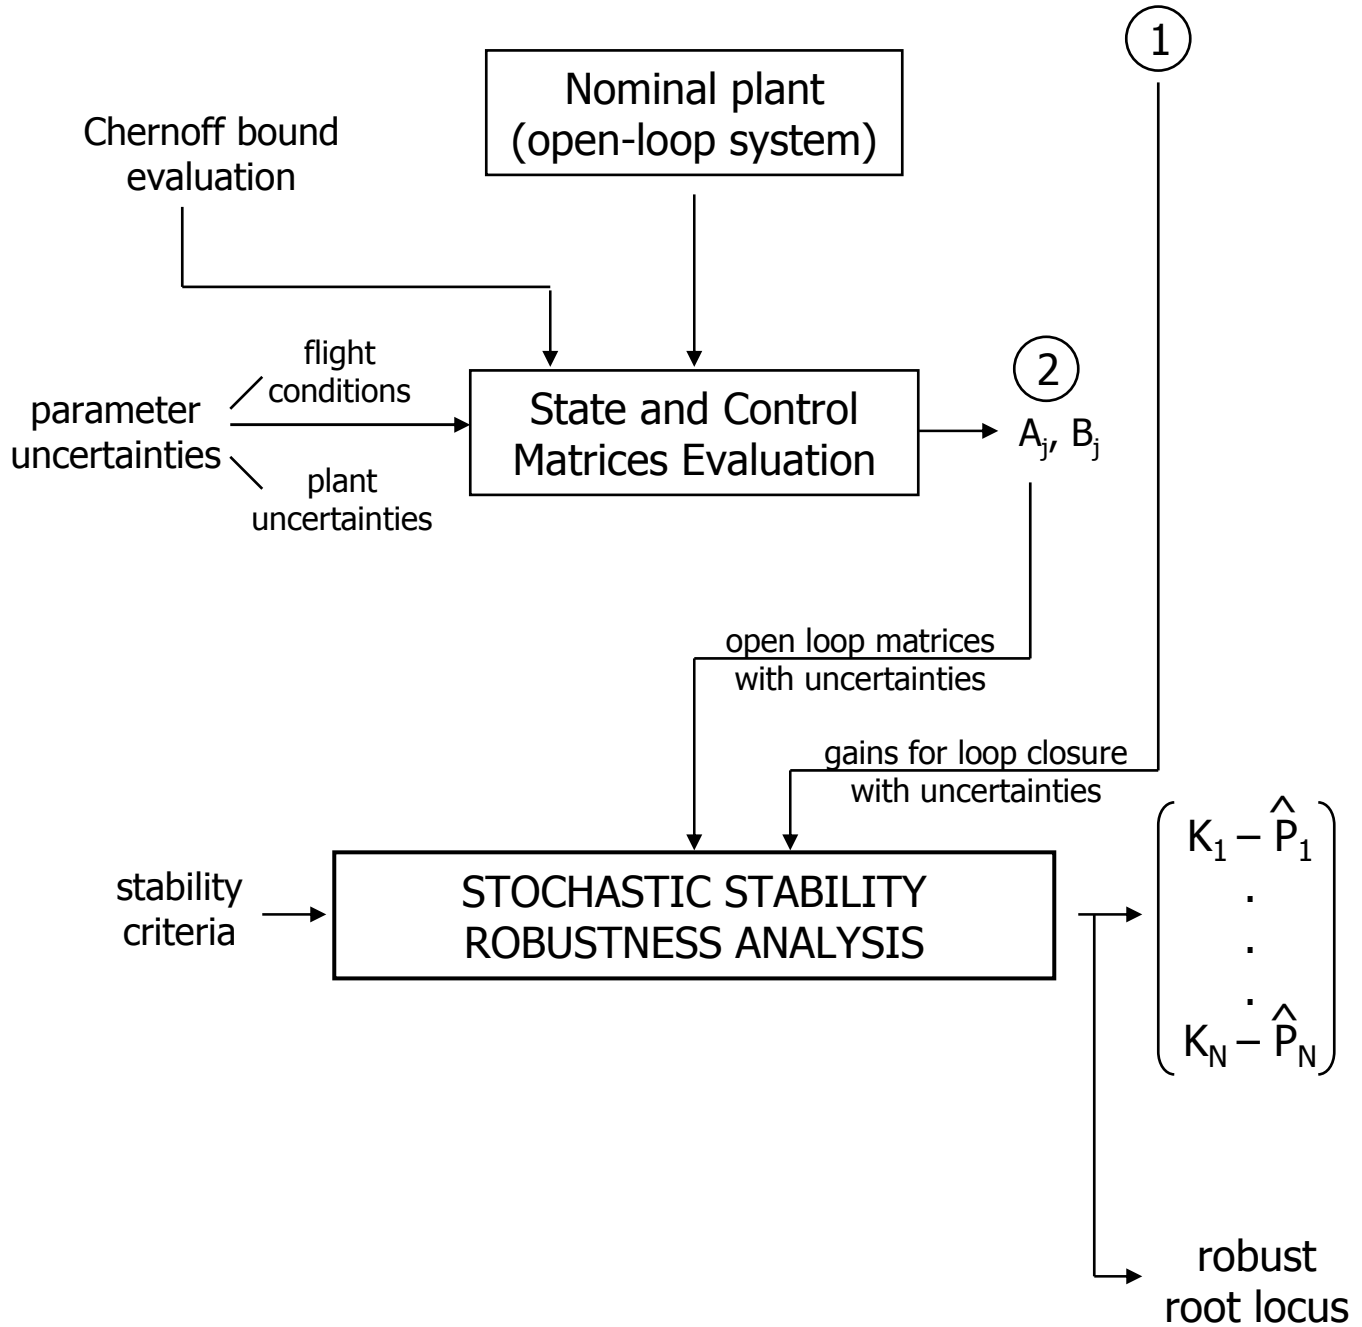 1
Nominal plant
(open-loop system)
Chernoff bound
evaluation
flight
conditions
parameter
uncertainties
plant
uncertainties
State and Control
Matrices Evaluation
2
Aj, Bj
open loop matrices
with uncertainties
gains for loop closure
with uncertainties
stability
criteria
STOCHASTIC STABILITY
ROBUSTNESS ANALYSIS
K1 – P̂1
.
.
.
KN – P̂N
robust
root locus